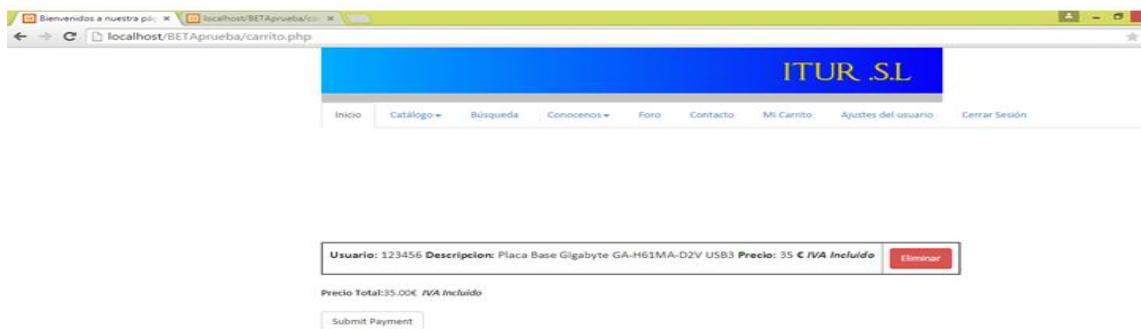 Bienvenidos a nuestra pág
localhost/BETAprueba/ca
localhost/BETAprueba/carrito.php
ITUR .S.L
Inicio Catálogo Búsqueda Conocenos Foro Contacto Mi Carrito Ajustes del usuario Cerrar Sesión
Usuario: 123456 Descripcion: Placa Base Gigabyte GA-H61MA-D2V USB3 Precio: 35 € IVA Incluido Eliminar
Precio Total:35.00€ IVA Incluido
Submit Payment